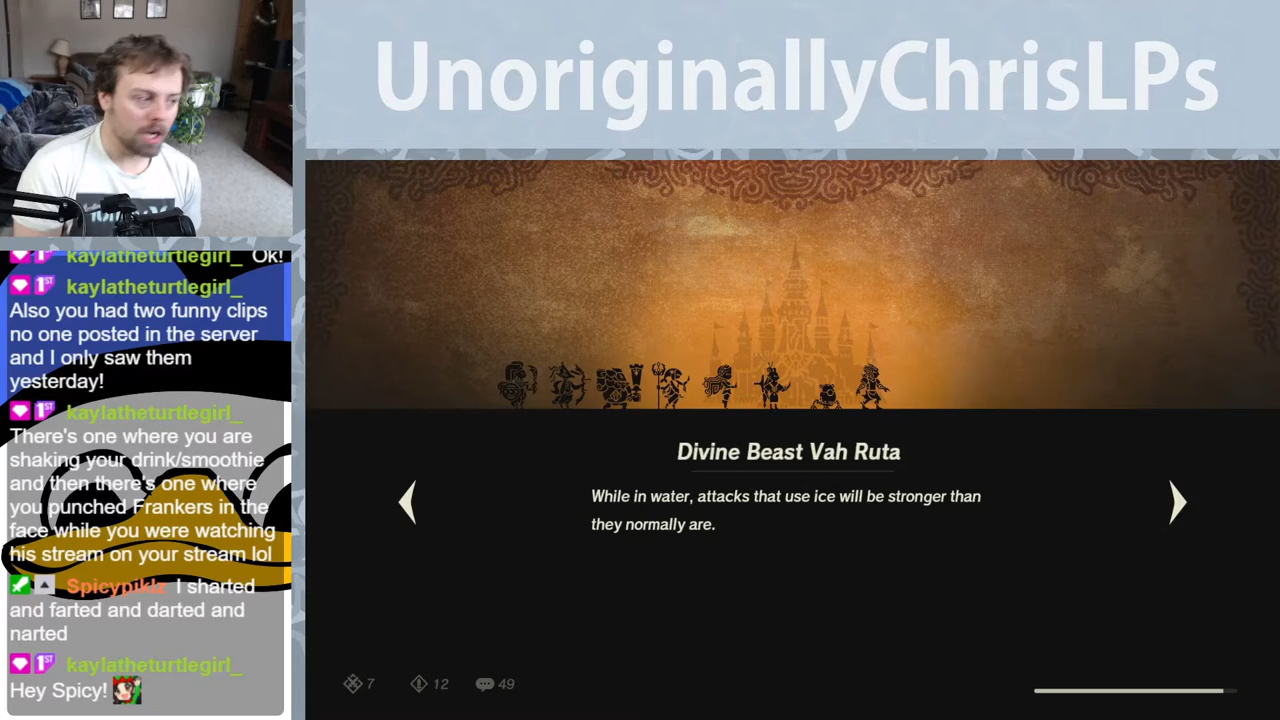 UnoriginallyChrisLPs
kaylatheturtlegirl_ Ok!
kaylatheturtlegirl_
Also you had two funny clips
no one posted in the server
and I only saw them
yesterday!
kaylatheturtlegirl_
There's one where you are
shaking your drink/smoothie
and then there's one where
you punched Frankers in the
face while you were watching
his stream on your stream lol
Spicypiklz I sharted
and farted and darted and
narted
kaylatheturtlegirl_
Hey Spicy!
Divine Beast Vah Ruta
While in water, attacks that use ice will be stronger than
they normally are.
7 12 49